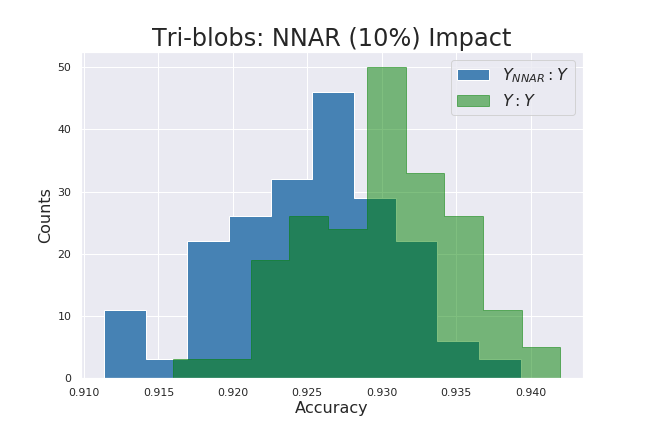 Tri-blobs: NNAR (10%) Impact
Y_NNAR : Y
Y : Y
Counts
50
40
30
20
10
0
0.910 0.915 0.920 0.925 0.930 0.935 0.940
Accuracy